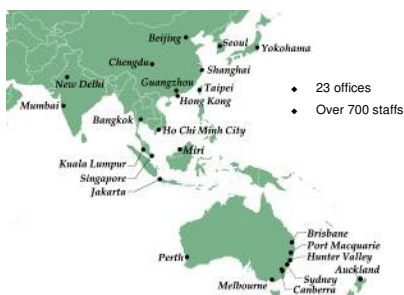 Beijing
Seoul
Yokohama
Chengdu
Shanghai
New Delhi
Guangzhou
Taipei
Hong Kong
Mumbai
Bangkok
Ho Chi Minh City
Kuala Lumpur
Miri
Singapore
Jakarta
Brisbane
Port Macquarie
Hunter Valley
Perth
Auckland
Sydney
Melbourne
Canberra
♦ 23 offices
♦ Over 700 staffs